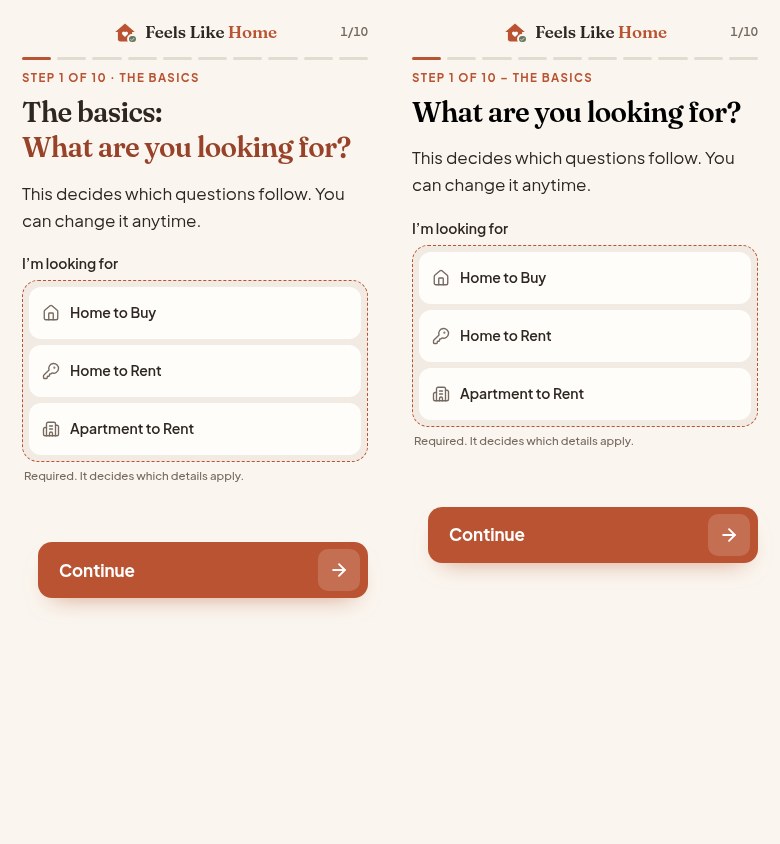 Feels Like Home
1/10
STEP 1 OF 10 · THE BASICS
The basics:
What are you looking for?
This decides which questions follow. You
can change it anytime.
I’m looking for
Home to Buy
Home to Rent
Apartment to Rent
Required. It decides which details apply.
Continue
Feels Like Home
1/10
STEP 1 OF 10 – THE BASICS
What are you looking for?
This decides which questions follow. You
can change it anytime.
I’m looking for
Home to Buy
Home to Rent
Apartment to Rent
Required. It decides which details apply.
Continue